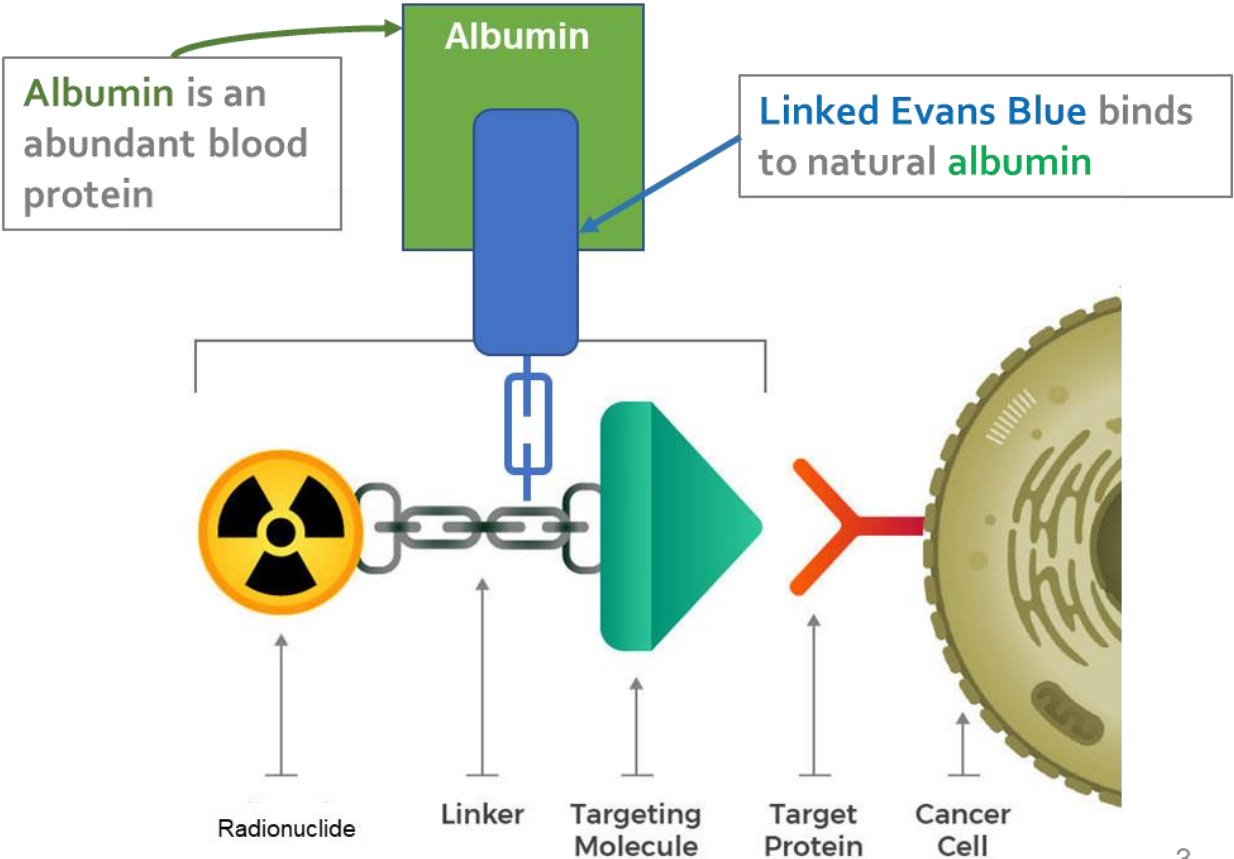 Albumin
Albumin is an
abundant blood
protein
Linked Evans Blue binds
to natural albumin
Radionuclide
Linker
Targeting
Molecule
Target
Protein
Cancer
Cell
3